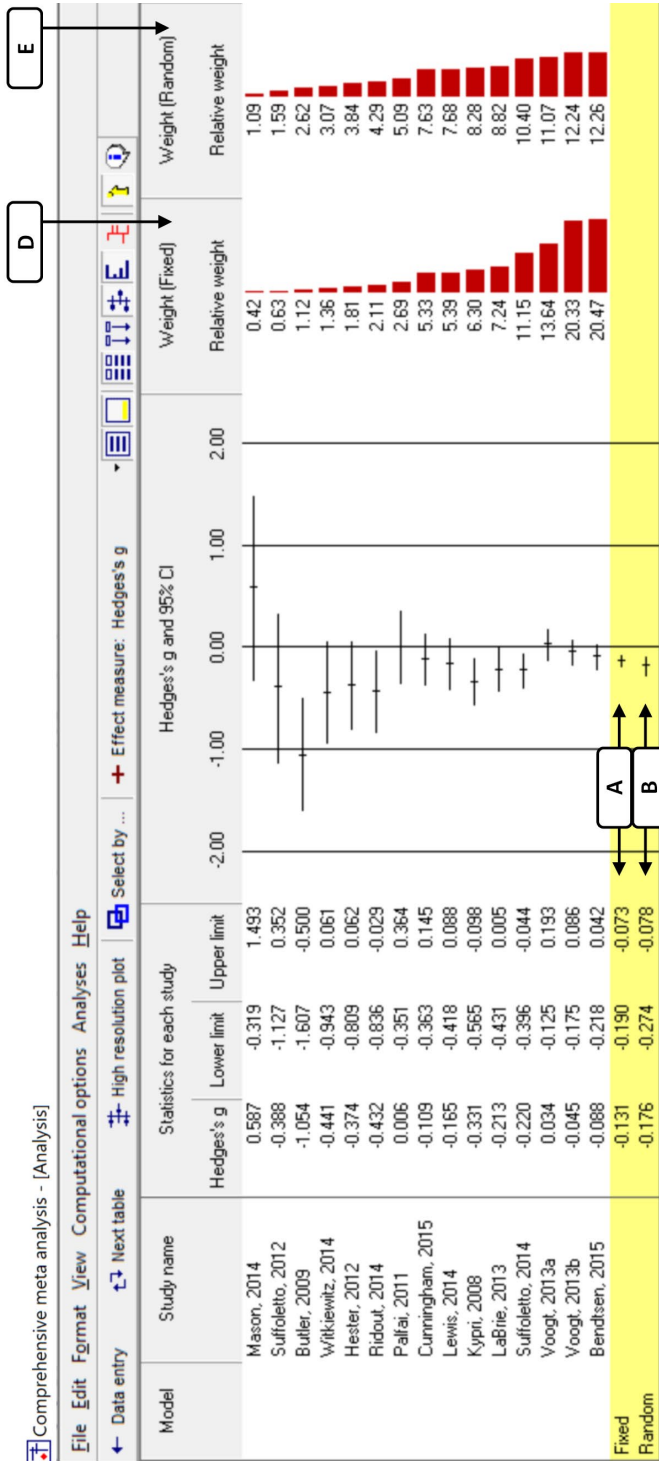 Comprehensive meta analysis - [Analysis]
File Edit Format View Computational options Analyses Help
Data entry Next table High resolution plot Select by ... Effect measure: Hedges's g
D
E
Model Study name Statistics for each study Hedges's g and 95% CI Weight (Fixed) Weight (Random)
Hedges's g Lower limit Upper limit -2.00 -1.00 0.00 1.00 2.00 Relative weight Relative weight
Mason, 2014 0.587 -0.319 1.493 0.42 1.09
Suffoletto, 2012 -0.388 -1.127 0.352 0.63 1.59
Butler, 2009 -1.054 -1.607 -0.500 1.12 2.62
Witkiewitz, 2014 -0.441 -0.943 0.061 1.36 3.07
Hester, 2012 -0.374 -0.809 0.062 1.81 3.84
Ridout, 2014 -0.432 -0.836 -0.029 2.11 4.29
Palfai, 2011 0.006 -0.351 0.364 2.69 5.09
Cunningham, 2015 -0.109 -0.363 0.145 5.33 7.63
Lewis, 2014 -0.165 -0.418 0.088 5.39 7.68
Kypri, 2008 -0.331 -0.565 -0.098 6.30 8.28
LaBrie, 2013 -0.213 -0.431 0.005 7.24 8.82
Suffoletto, 2014 -0.220 -0.396 -0.044 11.15 10.40
Voogt, 2013a 0.034 -0.125 0.193 13.64 11.07
Voogt, 2013b -0.045 -0.175 0.086 20.33 12.24
Bendtsen, 2015 -0.088 -0.218 0.042 20.47 12.26
Fixed -0.131 -0.190 -0.073 A
Random -0.176 -0.274 -0.078 B